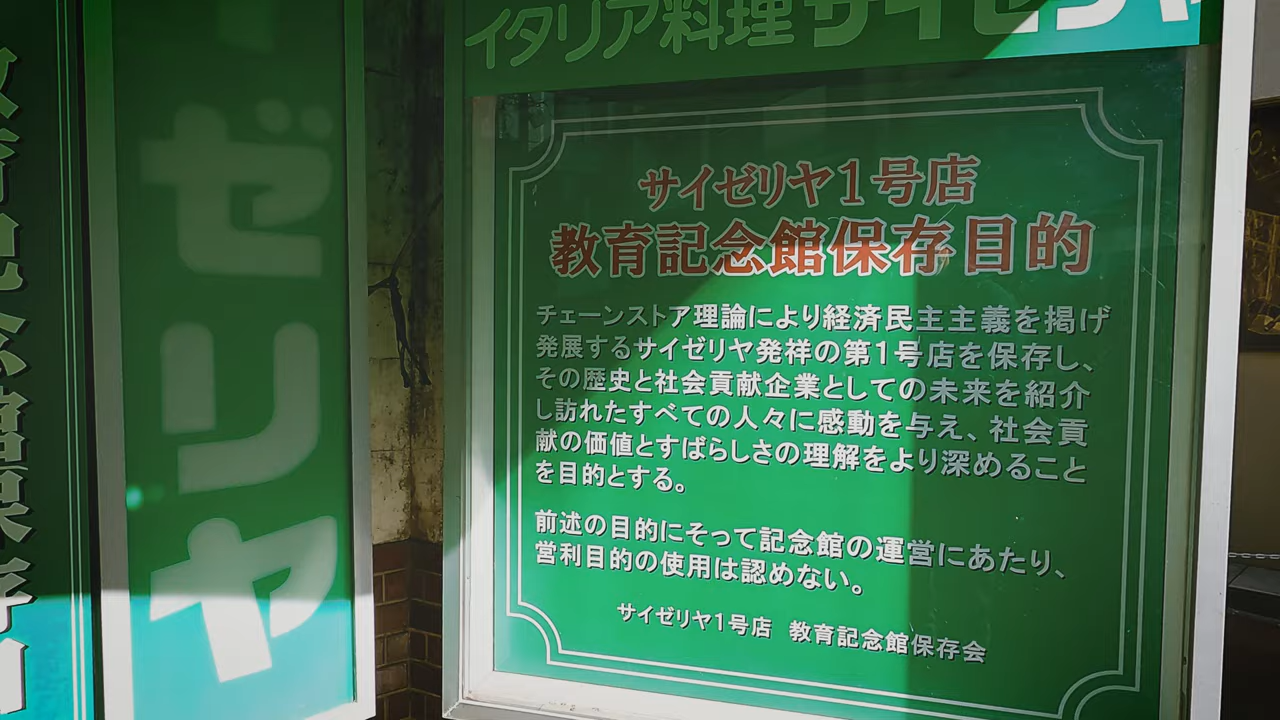 教育記念館保存会
ゼリヤ
イタリア料理サイゼリヤ
サイゼリヤ1号店
教育記念館保存目的
チェーンストア理論により経済民主主義を掲げ
発展するサイゼリヤ発祥の第1号店を保存し、
その歴史と社会貢献企業としての未来を紹介
し訪れたすべての人々に感動を与え、社会貢
献の価値とすばらしさの理解をより深めること
を目的とする。
前述の目的にそって記念館の運営にあたり、
営利目的の使用は認めない。
サイゼリヤ1号店 教育記念館保存会